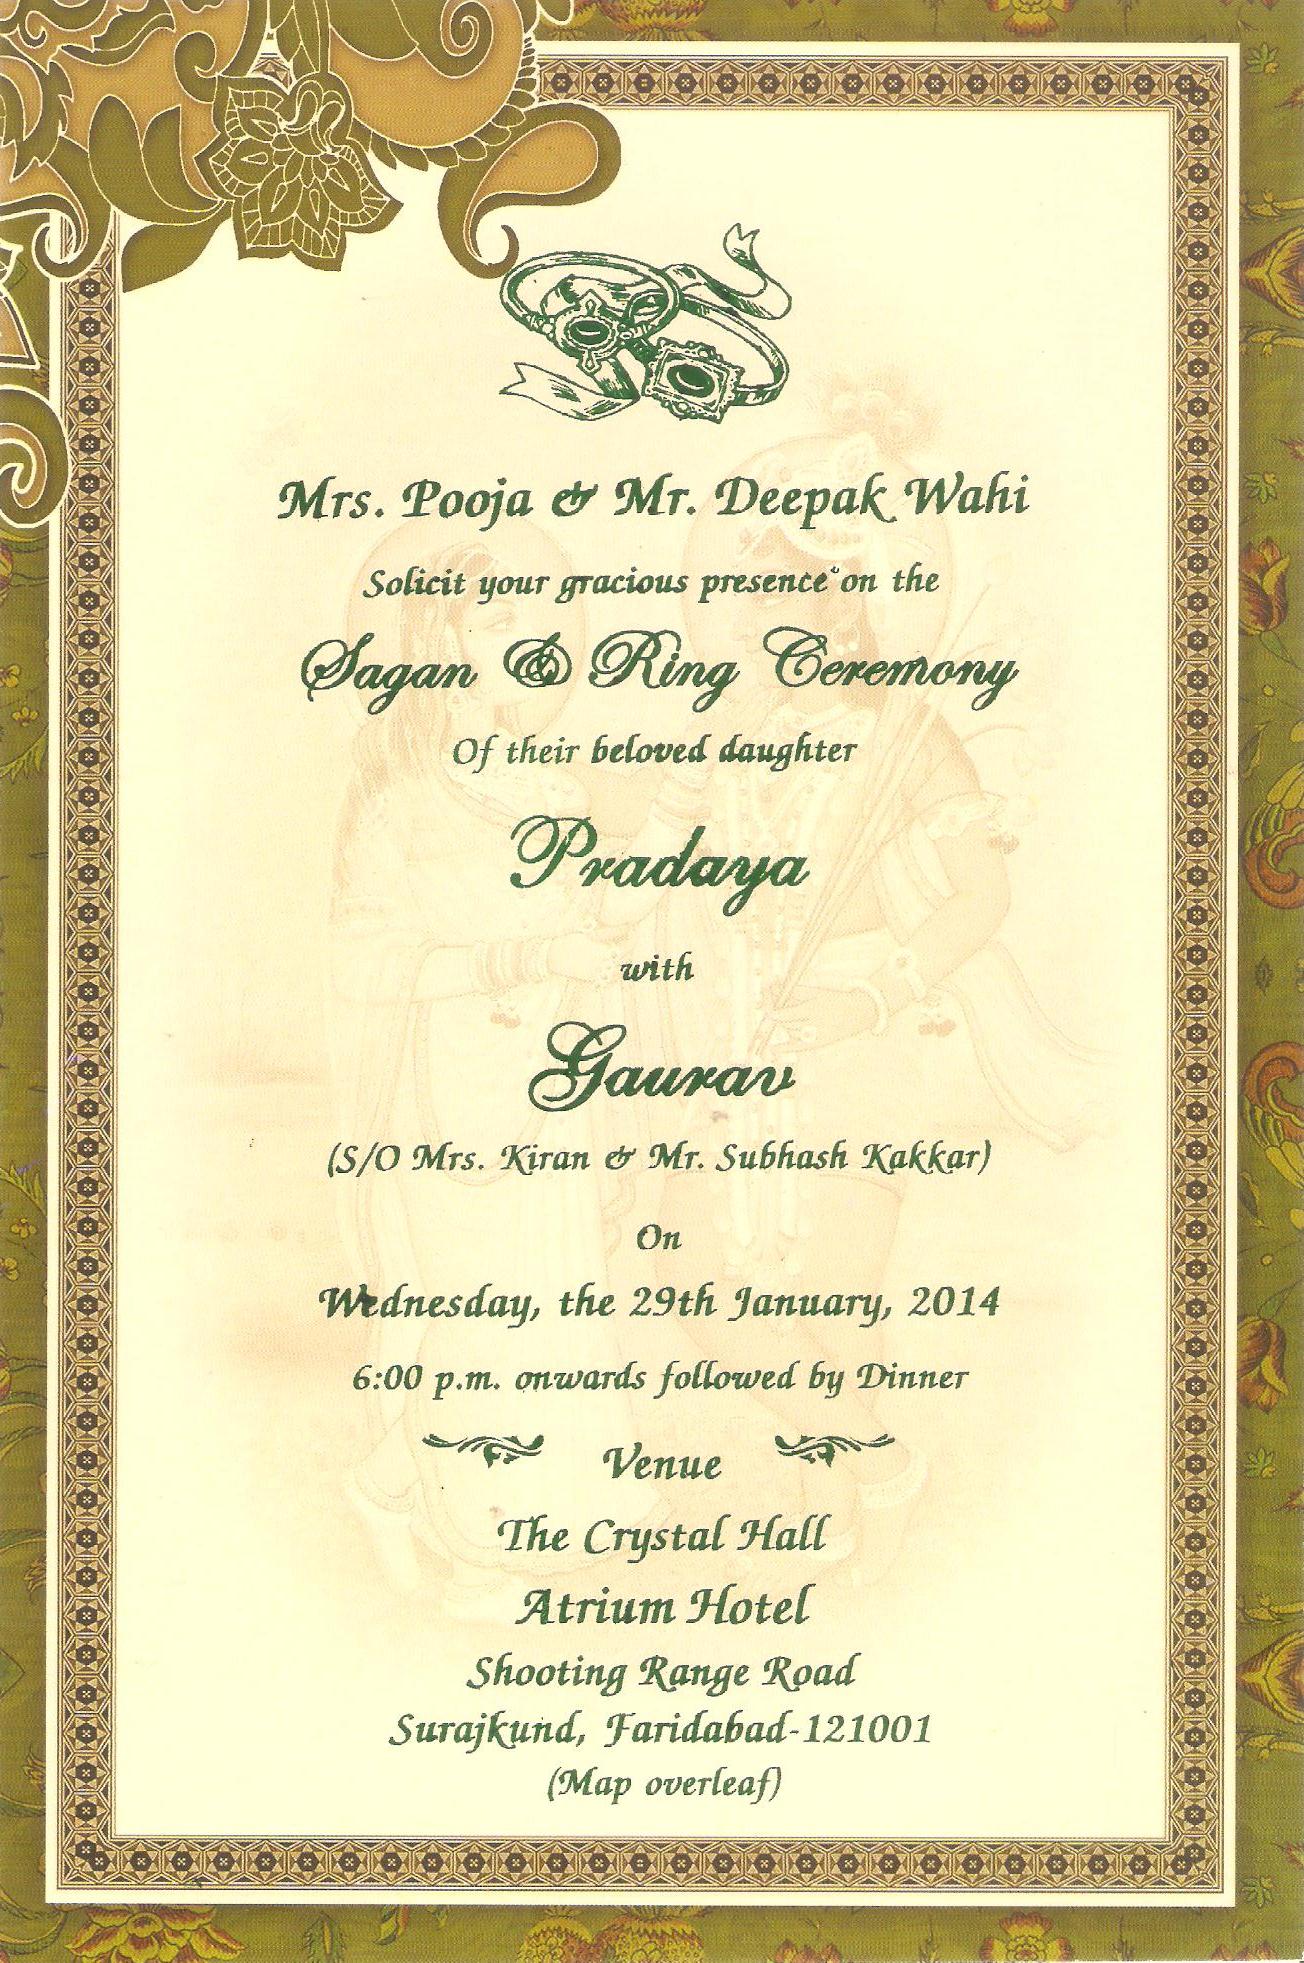 Mrs. Pooja & Mr. Deepak Wahi
Solicit your gracious presence on the
Sagan & Ring Ceremony
Of their beloved daughter
Pradaya
with
Gaurav
(S/O Mrs. Kiran & Mr. Subhash Kakkar)
On
Wednesday, the 29th January, 2014
6:00 p.m. onwards followed by Dinner
Venue
The Crystal Hall
Atrium Hotel
Shooting Range Road
Surajkund, Faridabad-121001
(Map overleaf)